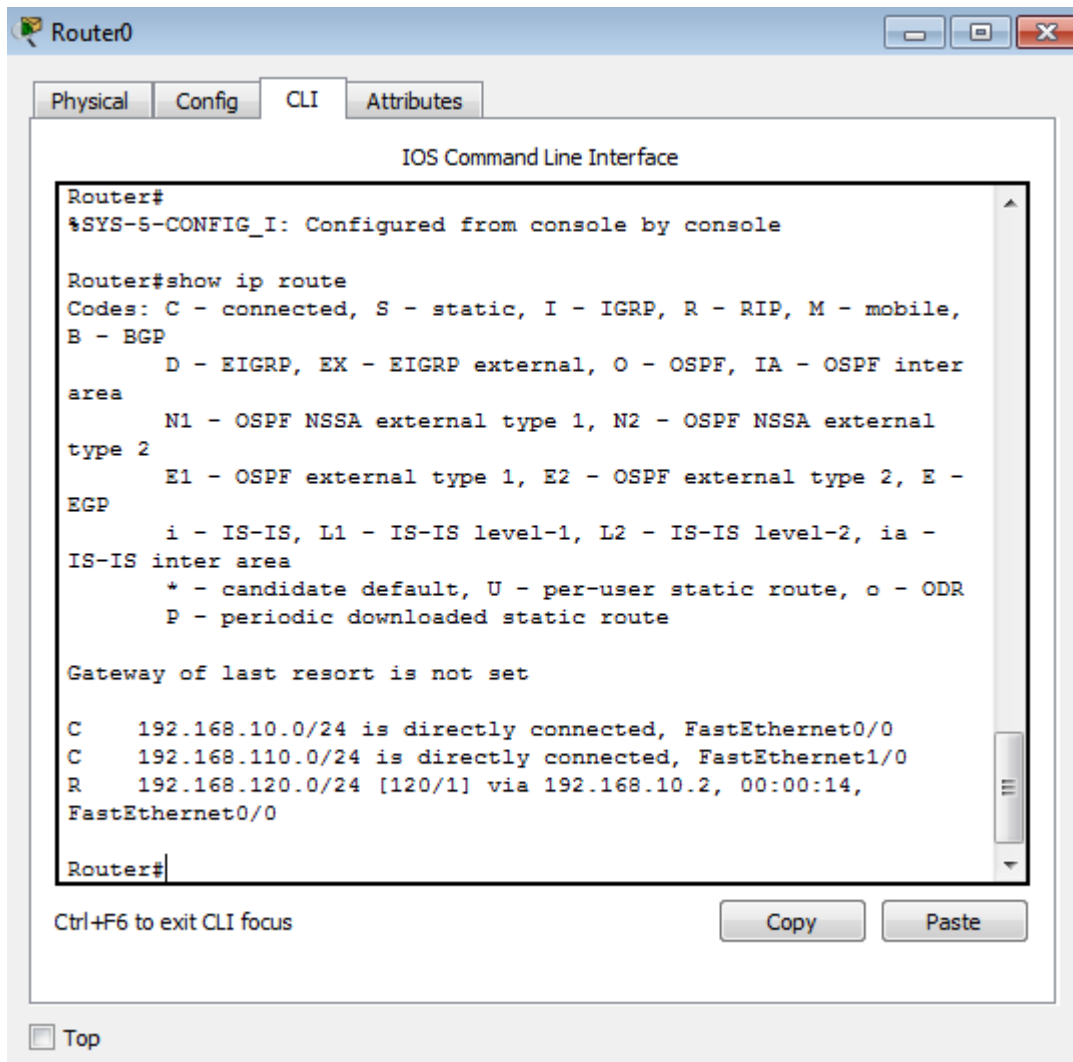 Router0
Physical Config CLI Attributes
IOS Command Line Interface
Router#
%SYS-5-CONFIG_I: Configured from console by console
Router#show ip route
Codes: C - connected, S - static, I - IGRP, R - RIP, M - mobile,
B - BGP
D - EIGRP, EX - EIGRP external, O - OSPF, IA - OSPF inter
area
N1 - OSPF NSSA external type 1, N2 - OSPF NSSA external
type 2
E1 - OSPF external type 1, E2 - OSPF external type 2, E -
EGP
i - IS-IS, L1 - IS-IS level-1, L2 - IS-IS level-2, ia -
IS-IS inter area
* - candidate default, U - per-user static route, o - ODR
P - periodic downloaded static route
Gateway of last resort is not set
C 192.168.10.0/24 is directly connected, FastEthernet0/0
C 192.168.110.0/24 is directly connected, FastEthernet1/0
R 192.168.120.0/24 [120/1] via 192.168.10.2, 00:00:14,
FastEthernet0/0
Router#
Ctrl+F6 to exit CLI focus
Copy Paste
Top